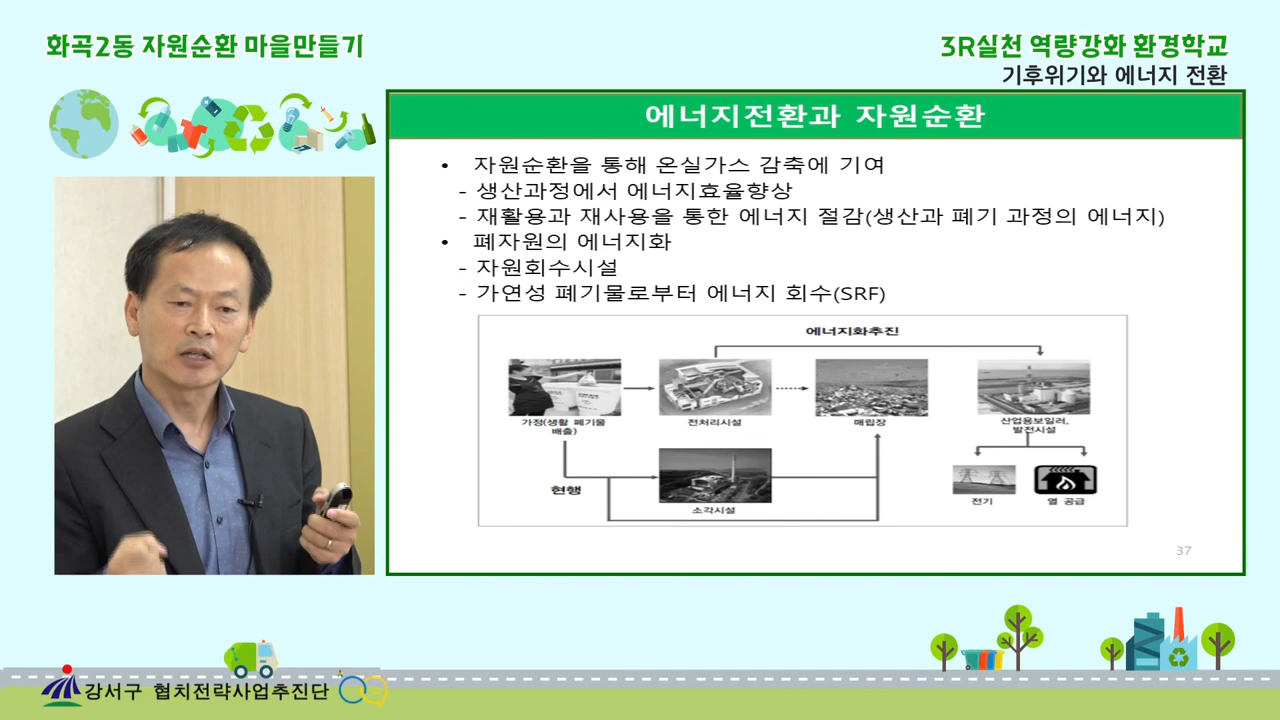 화곡2동 자원순환 마을만들기
3R실천 역량강화 환경학교
기후위기와 에너지 전환
에너지전환과 자원순환
• 자원순환을 통해 온실가스 감축에 기여
- 생산과정에서 에너지효율향상
- 재활용과 재사용을 통한 에너지 절감(생산과 폐기 과정의 에너지)
• 폐자원의 에너지화
- 자원회수시설
- 가연성 폐기물로부터 에너지 회수(SRF)
에너지화추진
가정(생활 폐기물
배출)
전처리시설
매립장
산업용보일러,
발전시설
현행
소각시설
전기
열 공급
37
강서구 협치전략사업추진단